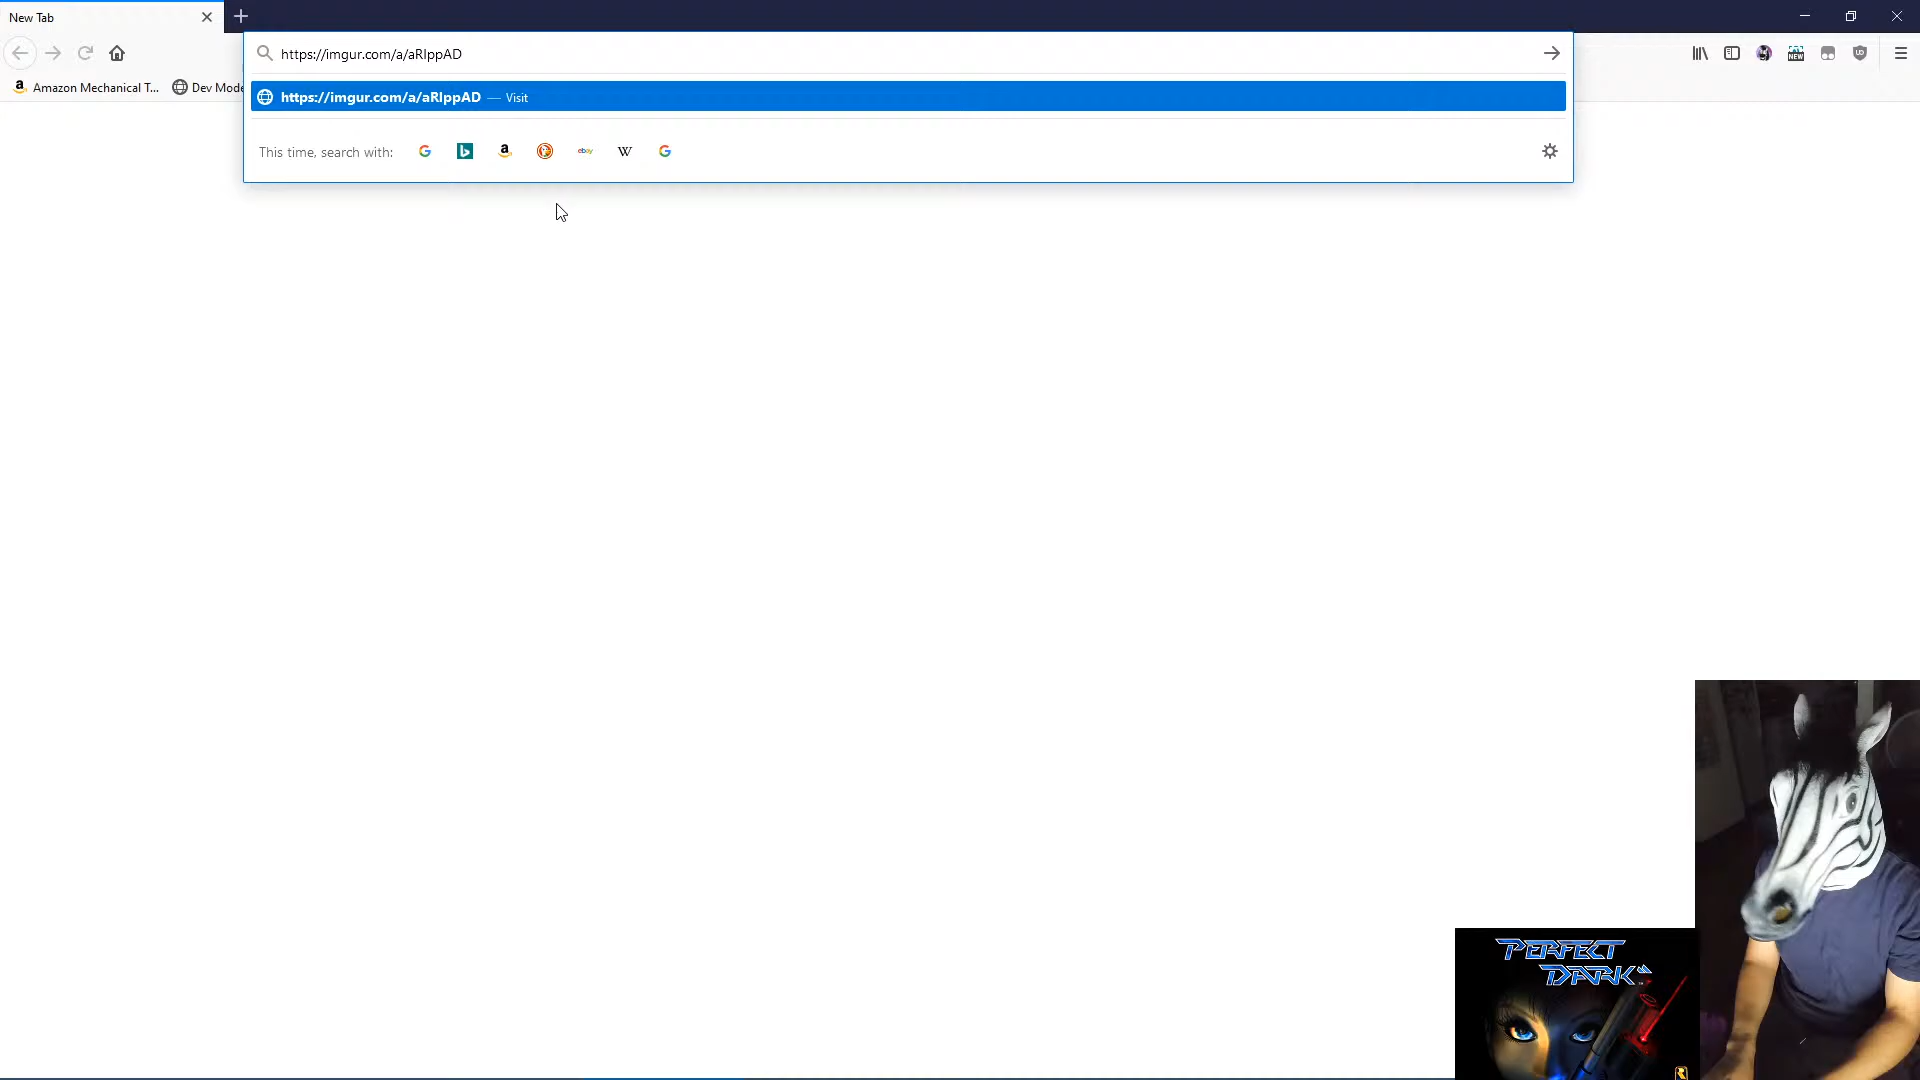 New Tab
https://imgur.com/a/aRlppAD
Amazon Mechanical T...
Dev Mode
https://imgur.com/a/aRlppAD — Visit
This time, search with:
PERFECT
DARK